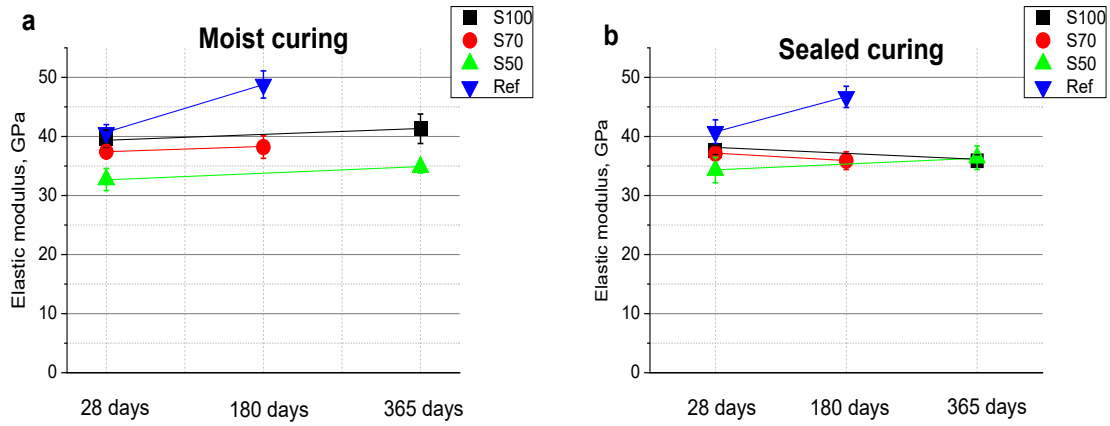 a
Moist curing
S100
S70
S50
Ref
Elastic modulus, GPa
50
40
30
20
10
0
28 days
180 days
365 days
b
Sealed curing
S100
S70
S50
Ref
Elastic modulus, GPa
50
40
30
20
10
0
28 days
180 days
365 days